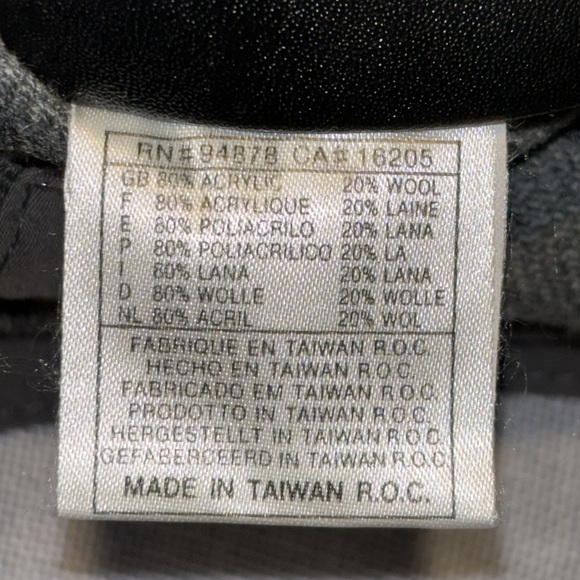 RN#94878 CA#16205
GB 80% ACRYLIC 20% WOOL
F 80% ACRYLIQUE 20% LAINE
E 80% POLIACRILO 20% LANA
P 80% POLIACRILICO 20% LA
I 80% LANA 20% LANA
D 80% WOLLE 20% WOLLE
NL 80% ACRIL 20% WOL
FABRIQUE EN TAIWAN R.O.C.
HECHO EN TAIWAN R.O.C.
FABRICADO EM TAIWAN R.O.C.
PRODOTTO IN TAIWAN R.O.C.
HERGESTELLT IN TAIWAN R.O.C.
GEFABERCEERD IN TAIWAN R.O.C.
MADE IN TAIWAN R.O.C.